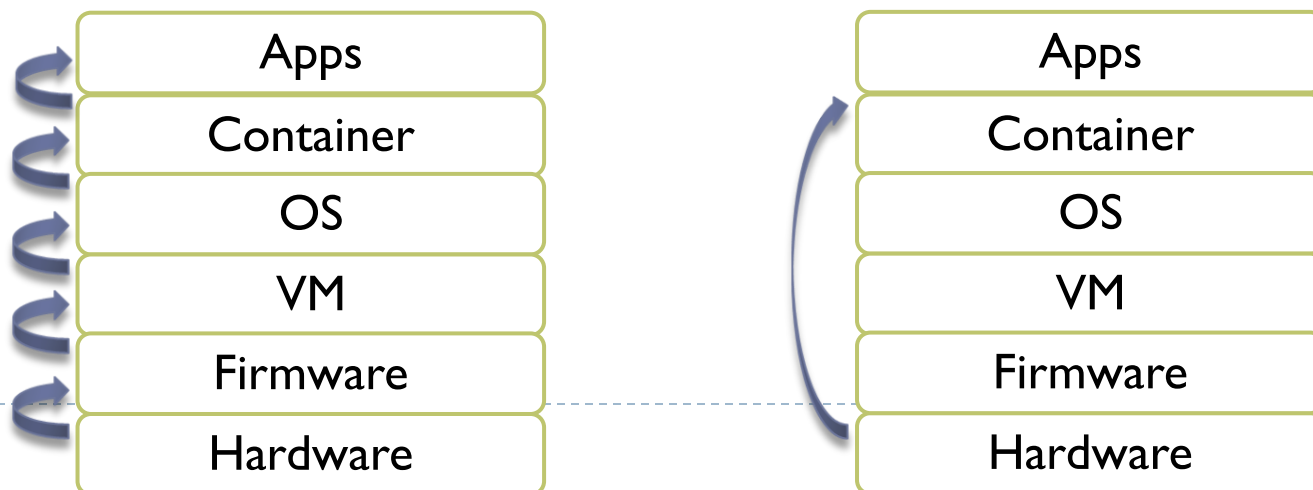 Apps
Container
OS
VM
Firmware
Hardware
Apps
Container
OS
VM
Firmware
Hardware